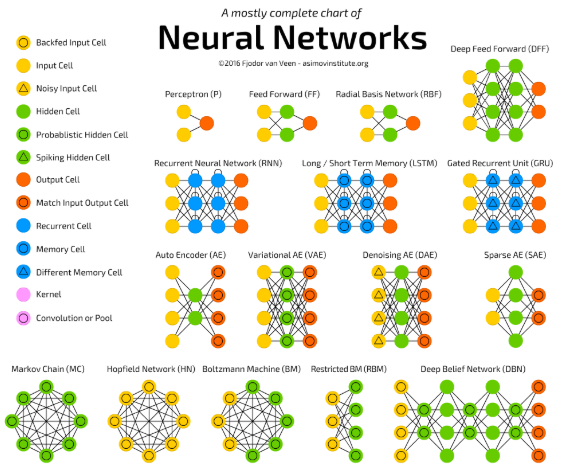 A mostly complete chart of
Neural Networks
©2016 Fjodor van Veen - asimovinstitute.org
Backfed Input Cell
Input Cell
Noisy Input Cell
Hidden Cell
Probablistic Hidden Cell
Spiking Hidden Cell
Output Cell
Match Input Output Cell
Recurrent Cell
Memory Cell
Different Memory Cell
Kernel
Convolution or Pool
Deep Feed Forward (DFF)
Perceptron (P)
Feed Forward (FF)
Radial Basis Network (RBF)
Recurrent Neural Network (RNN)
Long / Short Term Memory (LSTM)
Gated Recurrent Unit (GRU)
Auto Encoder (AE)
Variational AE (VAE)
Denoising AE (DAE)
Sparse AE (SAE)
Markov Chain (MC)
Hopfield Network (HN)
Boltzmann Machine (BM)
Restricted BM (RBM)
Deep Belief Network (DBN)